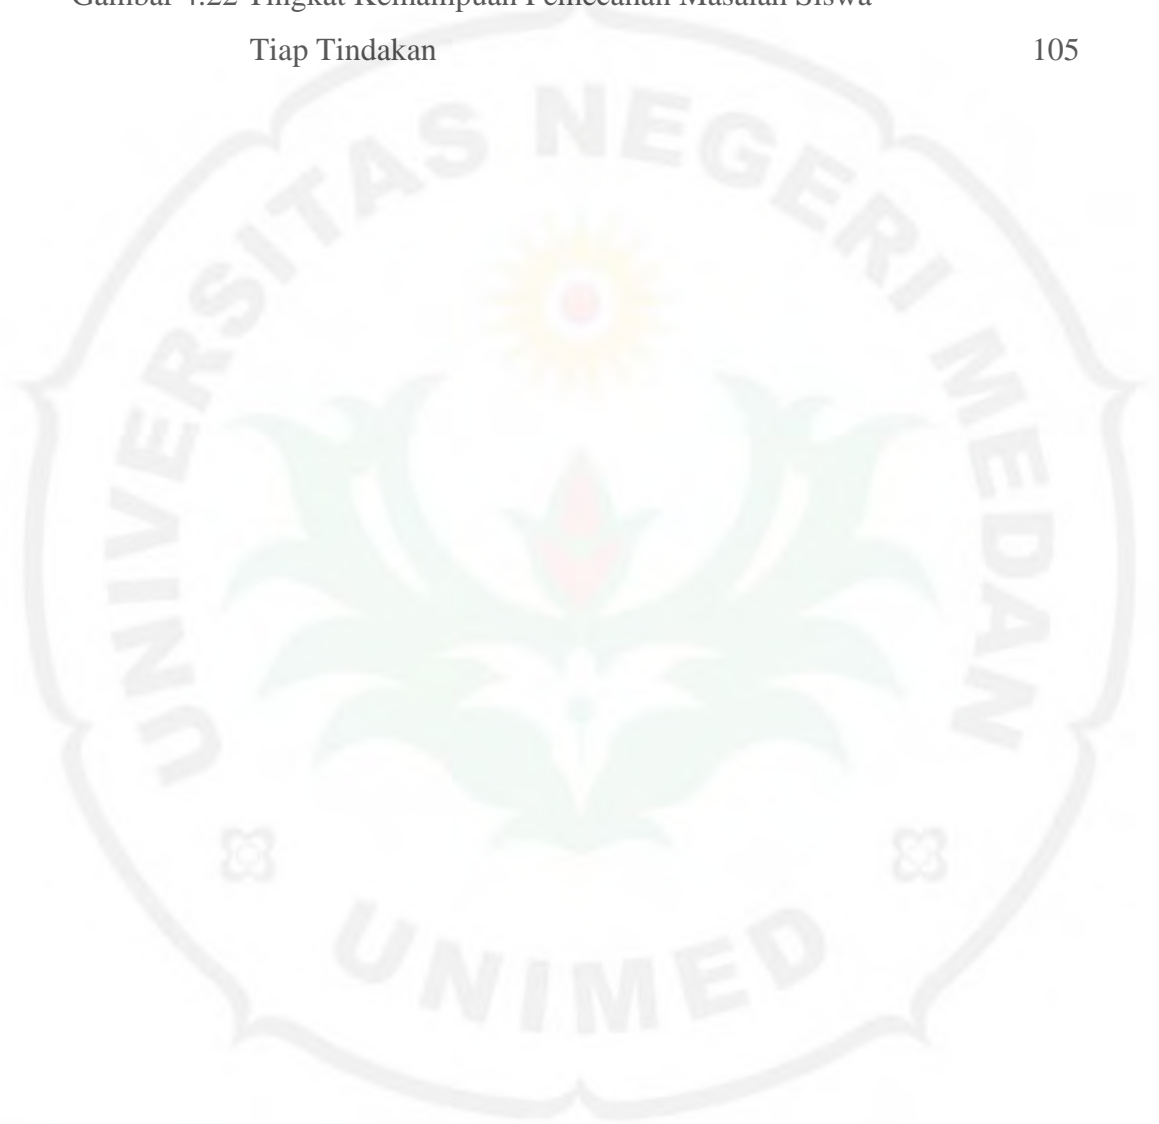 Gambar 4.22 Tingkat Kemampuan Pemecahan Masalah Siswa
Tiap Tindakan 105
UNIVERSITAS NEGERI MEDAN
UNIMED